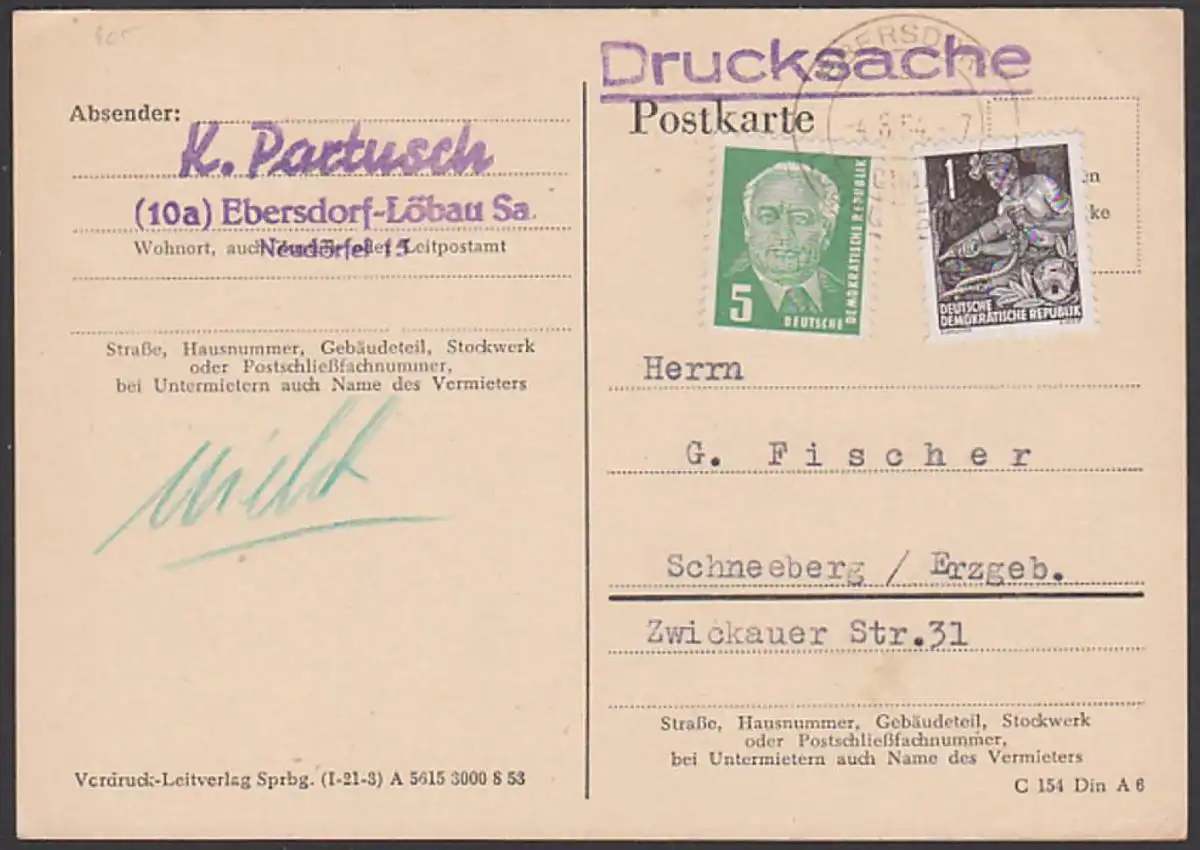 Absender:
K. Partusch
(10a) Ebersdorf-Löbau Sa.
Neudörfel 15
Wohnort, auch Leitpostamt
Straße, Hausnummer, Gebäudeteil, Stockwerk
oder Postschließfachnummer,
bei Untermietern auch Name des Vermieters
Vordruck-Leitverlag Sprbg. (I-21-3) A 5615 3000 8 53
Drucksache
Postkarte
5
DEUTSCHE
DEMOKRATISCHE REPUBLIK
1
DEUTSCHE
DEMOKRATISCHE REPUBLIK
Herrn
G. Fischer
Schneeberg / Erzgeb.
Zwickauer Str.31
Straße, Hausnummer, Gebäudeteil, Stockwerk
oder Postschließfachnummer,
bei Untermietern auch Name des Vermieters
C 154 Din A 6